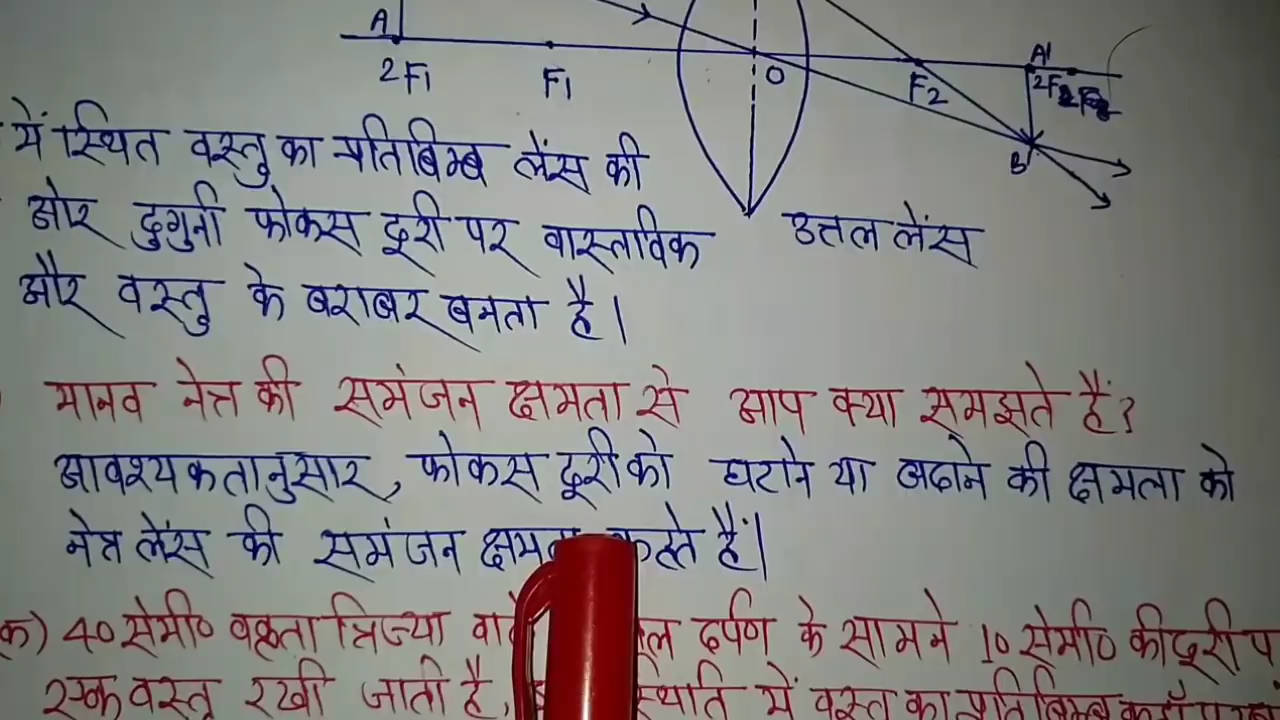 A A'
2F1 F1 O F2 2F2
B'
में स्थित वस्तु का प्रतिबिम्ब लेंस की
ओर दुगुनी फोकस दूरी पर वास्तविक
उत्तल लेंस
और वस्तु के बराबर बनता है।
मानव नेत्र की समंजन क्षमता से आप क्या समझते हैं?
आवश्यकतानुसार, फोकस दूरी को घटाने या बढाने की क्षमता को
नेत्र लेंस की समंजन क्षमता कहते हैं।
क) 40 सेमी० वक्रता त्रिज्या दर्पण के सामने 10 सेमी० की दूरी प
एक वस्तु रखी जाती है, स्थिति में वस्तु का प्रतिबिम्ब